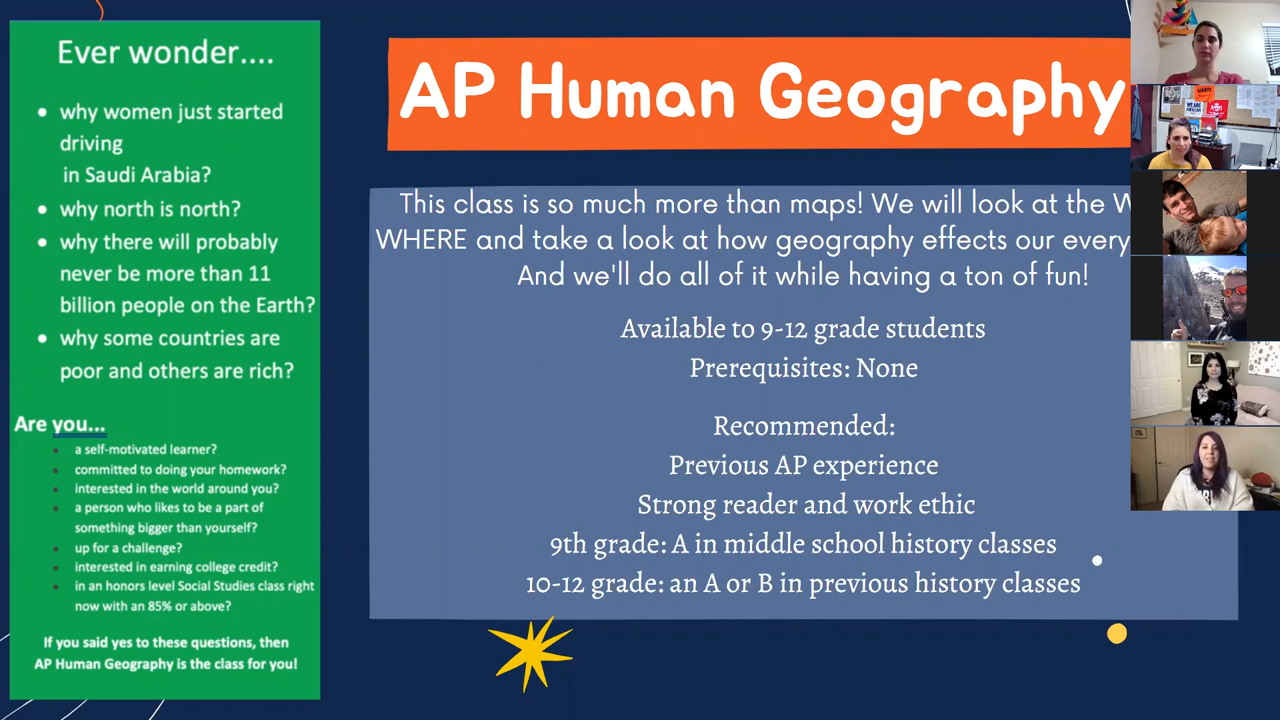 Ever wonder....
why women just started
driving
in Saudi Arabia?
why north is north?
why there will probably
never be more than 11
billion people on the Earth?
why some countries are
poor and others are rich?
Are you...
a self-motivated learner?
committed to doing your homework?
interested in the world around you?
a person who likes to be a part of
something bigger than yourself?
up for a challenge?
interested in earning college credit?
in an honors level Social Studies class right
now with an 85% or above?
If you said yes to these questions, then
AP Human Geography is the class for you!
AP Human Geography
This class is so much more than maps! We will look at the
WHERE and take a look at how geography effects our every
And we'll do all of it while having a ton of fun!
Available to 9-12 grade students
Prerequisites: None
Recommended:
Previous AP experience
Strong reader and work ethic
9th grade: A in middle school history classes
10-12 grade: an A or B in previous history classes